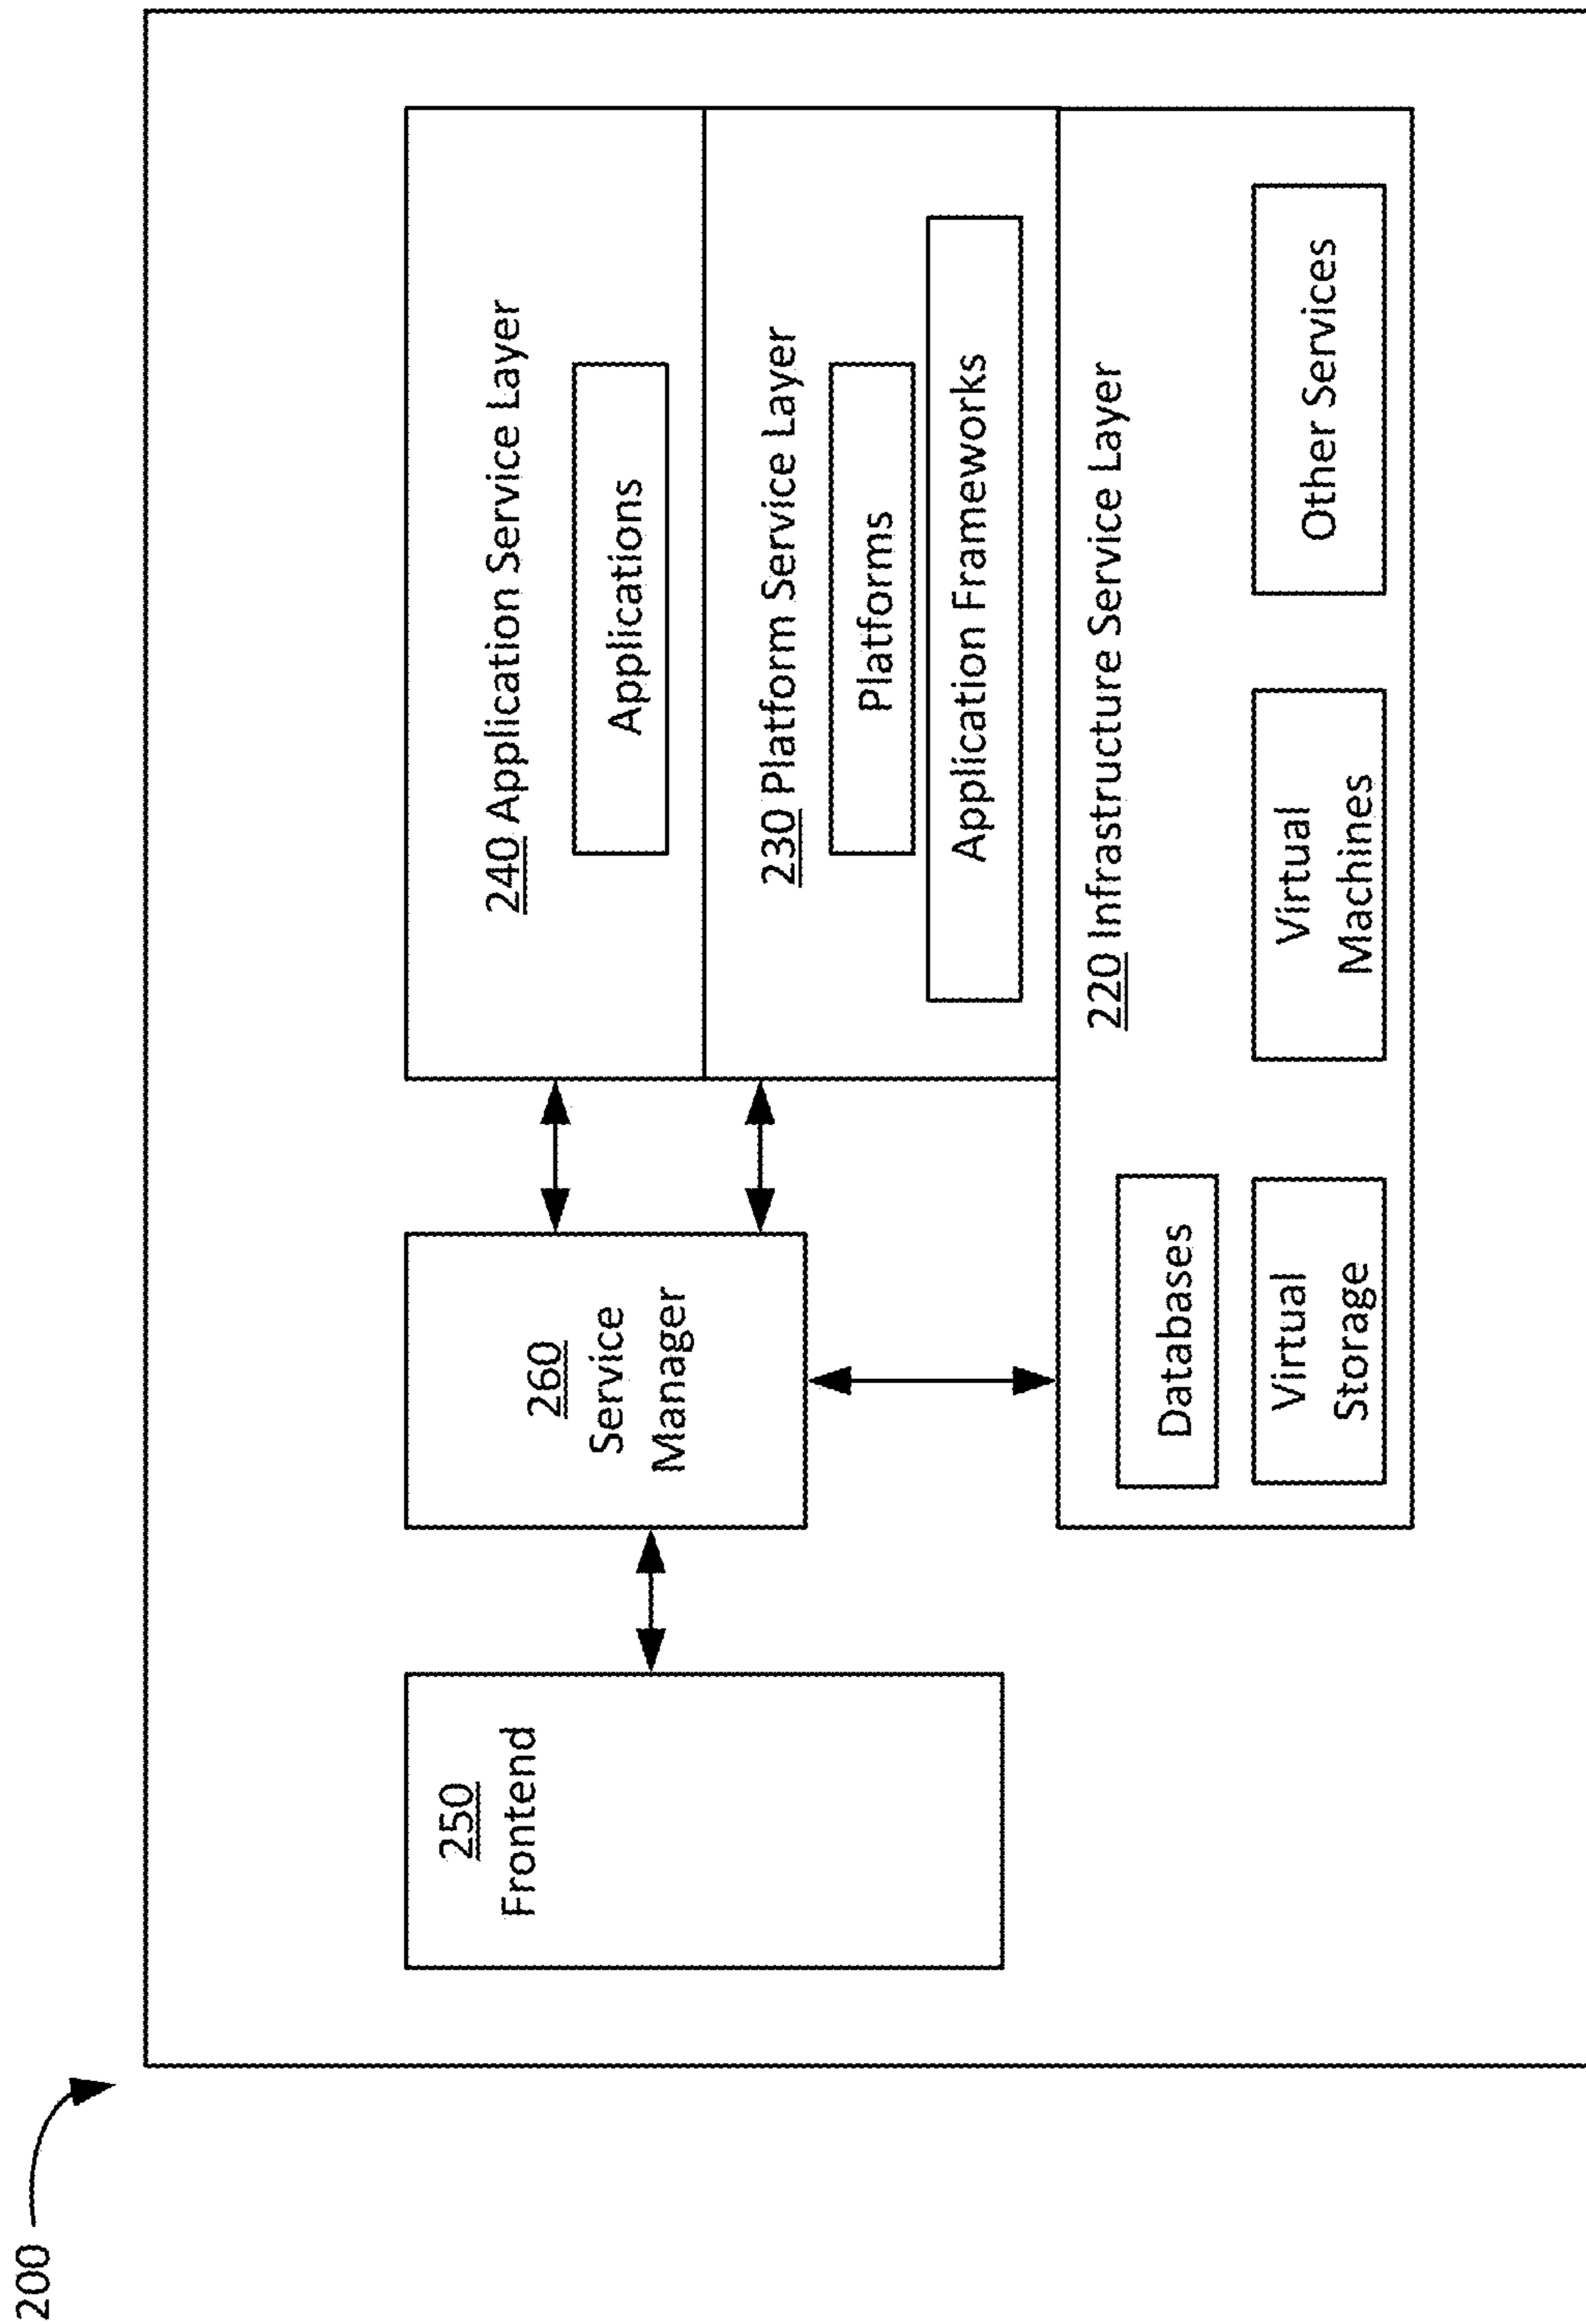 200
250
Frontend
260
Service
Manager
240 Application Service Layer
Applications
230 Platform Service Layer
Platforms
Application Frameworks
220 Infrastructure Service Layer
Databases
Virtual
Storage
Virtual
Machines
Other Services